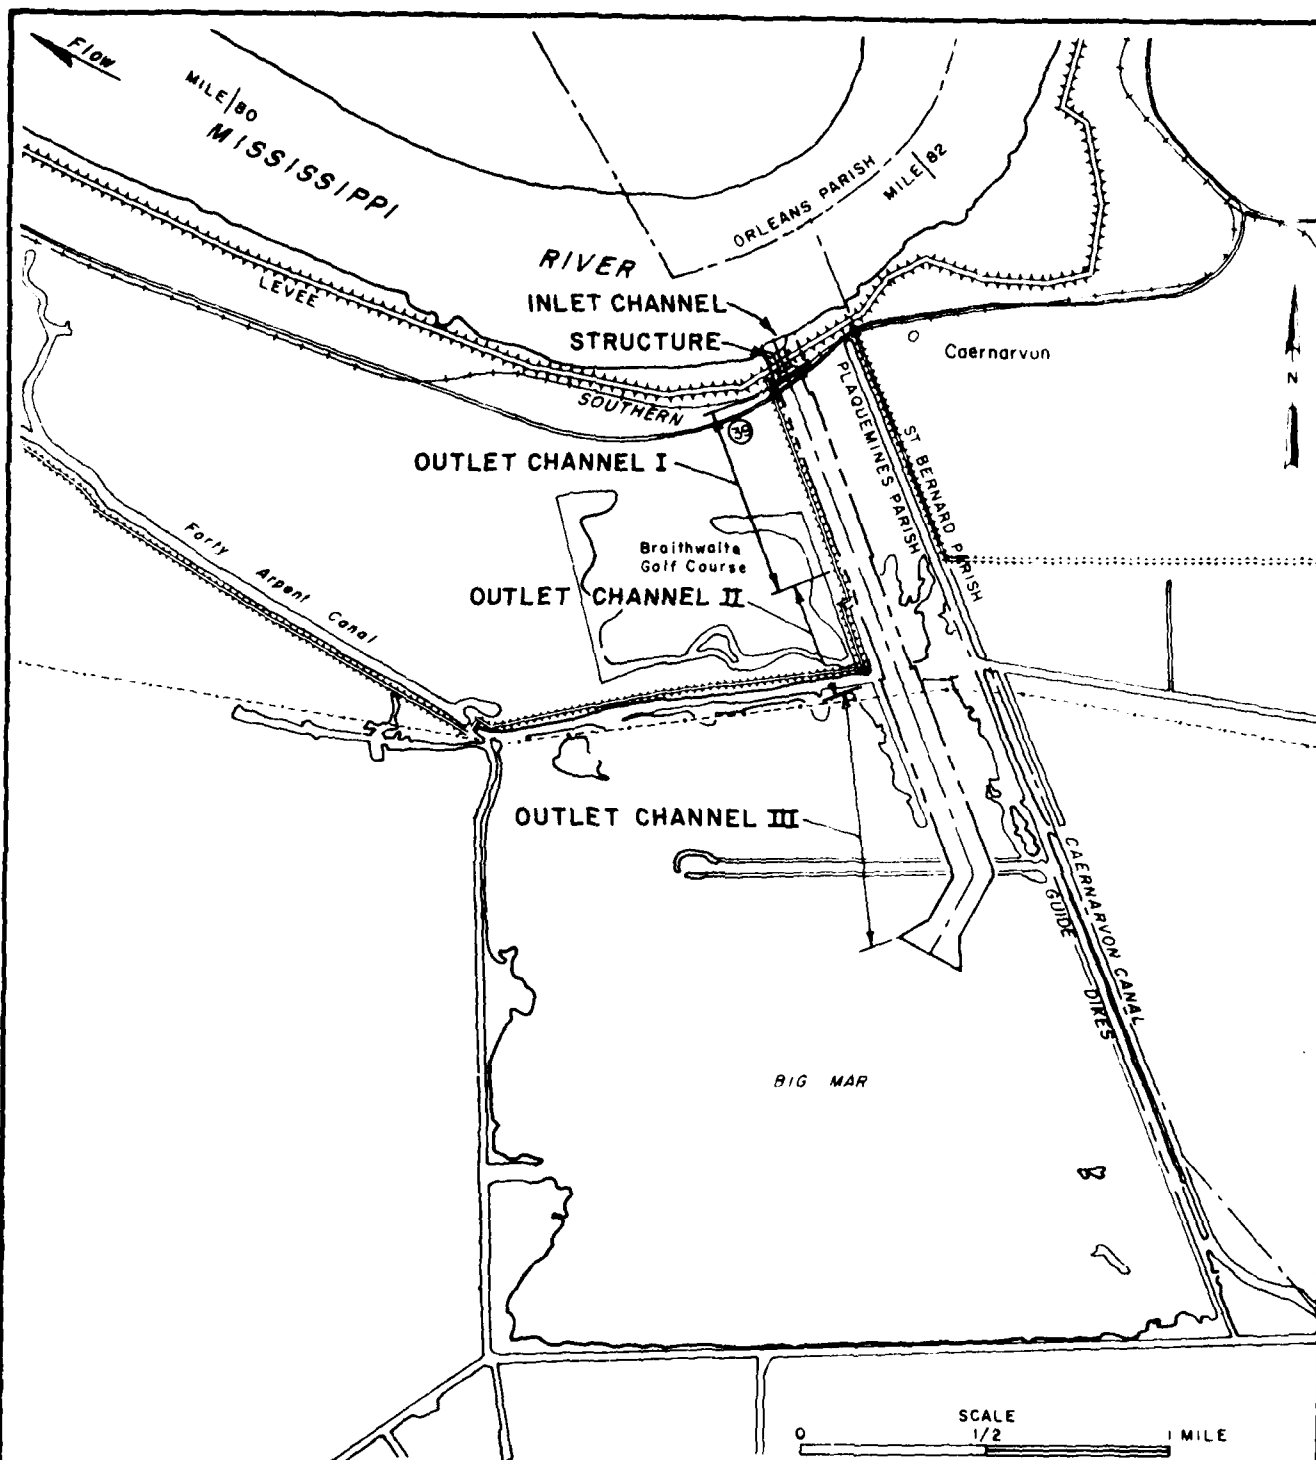 Flow
MILE 80
MISSISSIPPI
RIVER
ORLEANS PARISH
MILE 82
LEVEE
INLET CHANNEL
STRUCTURE
Caernarvon
N
SOUTHERN
39
PLAQUEMINES PARISH
ST BERNARD PARISH
OUTLET CHANNEL I
Forty Arpent Canal
Braithwaite
Golf Course
OUTLET CHANNEL II
OUTLET CHANNEL III
CAERNARVON CANAL
GUIDE DIKES
BIG MAR
SCALE
0 1/2 1 MILE